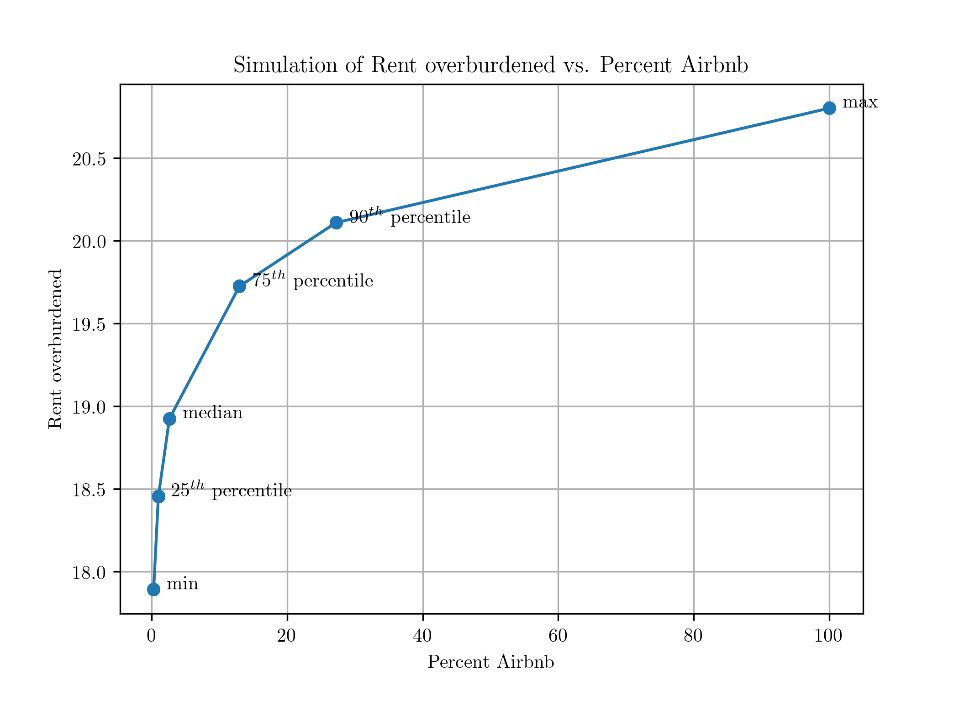 Simulation of Rent overburdened vs. Percent Airbnb
Rent overburdened
20.5
20.0
19.5
19.0
18.5
18.0
max
90th percentile
75th percentile
median
25th percentile
min
0
20
40
60
80
100
Percent Airbnb